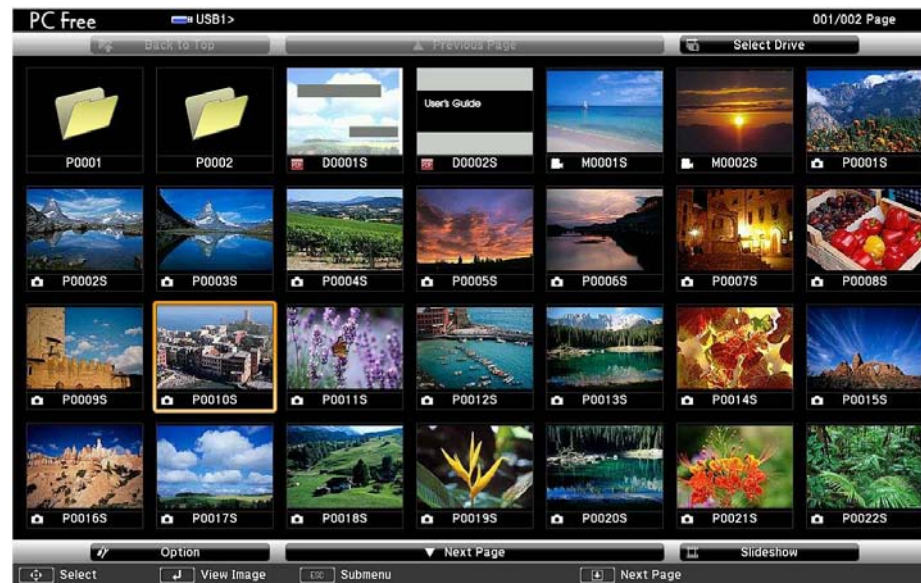 PC Free USB1> 001/002 Page
Back to Top Previous Page Select Drive
User's Guide
P0001 P0002 D0001S D0002S M0001S M0002S P0001S
P0002S P0003S P0004S P0005S P0006S P0007S P0008S
P0009S P0010S P0011S P0012S P0013S P0014S P0015S
P0016S P0017S P0018S P0019S P0020S P0021S P0022S
Option Next Page Slideshow
Select View Image ESC Submenu Next Page